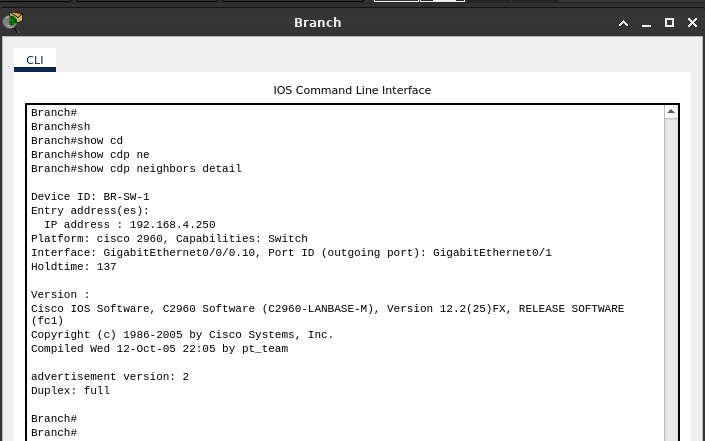 Branch
CLI
IOS Command Line Interface
Branch#
Branch#sh
Branch#show cd
Branch#show cdp ne
Branch#show cdp neighbors detail
Device ID: BR-SW-1
Entry address(es):
IP address : 192.168.4.250
Platform: cisco 2960, Capabilities: Switch
Interface: GigabitEthernet0/0/0.10, Port ID (outgoing port): GigabitEthernet0/1
Holdtime: 137
Version :
Cisco IOS Software, C2960 Software (C2960-LANBASE-M), Version 12.2(25)FX, RELEASE SOFTWARE
(fc1)
Copyright (c) 1986-2005 by Cisco Systems, Inc.
Compiled Wed 12-Oct-05 22:05 by pt_team
advertisement version: 2
Duplex: full
Branch#
Branch#